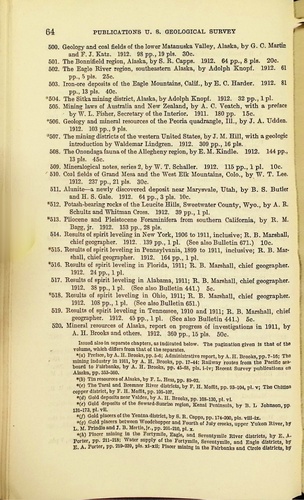 64 PUBLICATIONS U. S. GEOLOGICAL SURVEY
500. Geology and coal fields of the lower Matanuska Valley, Alaska, by G. C. Martin
and F. J. Katz. 1912. 98 pp., 19 pls. 30c.
501. The Bonnifield region, Alaska, by S. R. Capps. 1912. 64 pp., 8 pls. 20c.
502. The Eagle River region, southeastern Alaska, by Adolph Knopf. 1912. 61
pp., 5 pls. 25c.
503. Iron-ore deposits of the Eagle Mountains, Calif., by E. C. Harder. 1912. 81
pp., 13 pls. 40c.
*504. The Sitka mining district, Alaska, by Adolph Knopf. 1912. 32 pp., 1 pl.
505. Mining laws of Australia and New Zealand, by A. C. Veatch, with a preface
by W. L. Fisher, Secretary of the Interior. 1911. 180 pp. 15c.
*506. Geology and mineral resources of the Peoria quadrangle, Ill., by J. A. Udden.
1912. 103 pp., 9 pls.
*507. The mining districts of the western United States, by J. M. Hill, with a geologic
introduction by Waldemar Lindgren. 1912. 309 pp., 16 pls.
508. The Onondaga fauna of the Allegheny region, by E. M. Kindle. 1912. 144 pp.,
13 pls. 45c.
509. Mineralogical notes, series 2, by W. T. Schaller. 1912. 115 pp., 1 pl. 10c.
510. Coal fields of Grand Mesa and the West Elk Mountains, Colo., by W. T. Lee.
1912. 237 pp., 21 pls. 30c.
511. Alunite—a newly discovered deposit near Marysvale, Utah, by B. S. Butler
and H. S. Gale. 1912. 64 pp., 3 pls. 10c.
*512. Potash-bearing rocks of the Leucite Hills, Sweetwater County, Wyo., by A. R.
Schultz and Whitman Cross. 1912. 39 pp., 1 pl.
*513. Pliocene and Pleistocene Foraminifera from southern California, by R. M.
Bagg, jr. 1912. 153 pp., 28 pls.
514. Results of spirit leveling in New York, 1906 to 1911, inclusive; R. B. Marshall,
chief geographer. 1912. 139 pp., 1 pl. (See also Bulletin 671.) 10c.
*515. Results of spirit leveling in Pennsylvania, 1899 to 1911, inclusive; R. B. Mar-
shall, chief geographer. 1912. 164 pp., 1 pl.
*516. Results of spirit leveling in Florida, 1911; R. B. Marshall, chief geographer.
1912. 24 pp., 1 pl.
517. Results of spirit leveling in Alabama, 1911; R. B. Marshall, chief geographer.
1912. 38 pp., 1 pl. (See also Bulletin 441.) 5c.
*518. Results of spirit leveling in Ohio, 1911; R. B. Marshall, chief geographer.
1912. 108 pp., 1 pl. (See also Bulletin 651.)
519. Results of spirit leveling in Tennessee, 1910 and 1911; R. B. Marshall, chief
geographer. 1912. 45 pp., 1 pl. (See also Bulletin 441.) 5c.
520. Mineral resources of Alaska, report on progress of investigations in 1911, by
A. H. Brooks and others. 1912. 360 pp., 15 pls. 50c.
Issued also in separate chapters, as indicated below. The pagination given is that of the
volume, which differs from that of the separates.
*(a) Preface, by A. H. Brooks, pp. 5-6; Administrative report, by A. H. Brooks, pp. 7-16; The
mining industry in 1911, by A. H. Brooks, pp. 17-44; Railway routes from the Pacific sea-
board to Fairbanks, by A. H. Brooks, pp. 45-88, pls. i-iv; Recent Survey publications on
Alaska, pp. 353-360.
*(b) Tin resources of Alaska, by F. L. Hess, pp. 89-92.
*(c) The Taral and Bremner River districts, by F. H. Moffit, pp. 93-104, pl. v; The Chitina
copper district, by F. H. Moffit, pp. 105-107.
*(d) Gold deposits near Valdez, by A. H. Brooks, pp. 108-130, pl. vi.
*(e) Gold deposits of the Seward-Sunrise region, Kenai Peninsula, by B. L. Johnson, pp.
131-173, pl. vii.
*(f) Gold placers of the Yentna district, by S. R. Capps, pp. 174-200, pls. viii-ix.
*(g) Gold placers between Woodchopper and Fourth of July creeks, upper Yukon River, by
L. M. Prindle and J. B. Mertie, jr., pp. 201-210, pl. x.
*(h) Placer mining in the Fortymile, Eagle, and Seventymile River districts, by E. A.
Porter, pp. 211-218; Water supply of the Fortymile, Seventymile, and Eagle districts, by
E. A. Porter, pp. 219-239, pls. xi-xii; Placer mining in the Fairbanks and Circle districts, by